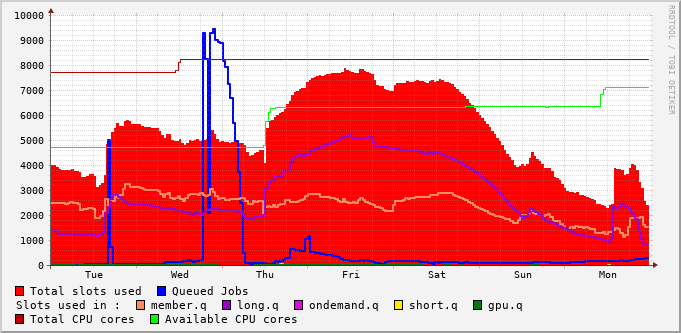 10000
9000
8000
7000
6000
5000
4000
3000
2000
1000
0
Tue Wed Thu Fri Sat Sun Mon
Total slots used Queued Jobs
Slots used in : member.q long.q ondemand.q short.q gpu.q
Total CPU cores Available CPU cores
RRDTOOL / TOBI OETIKER